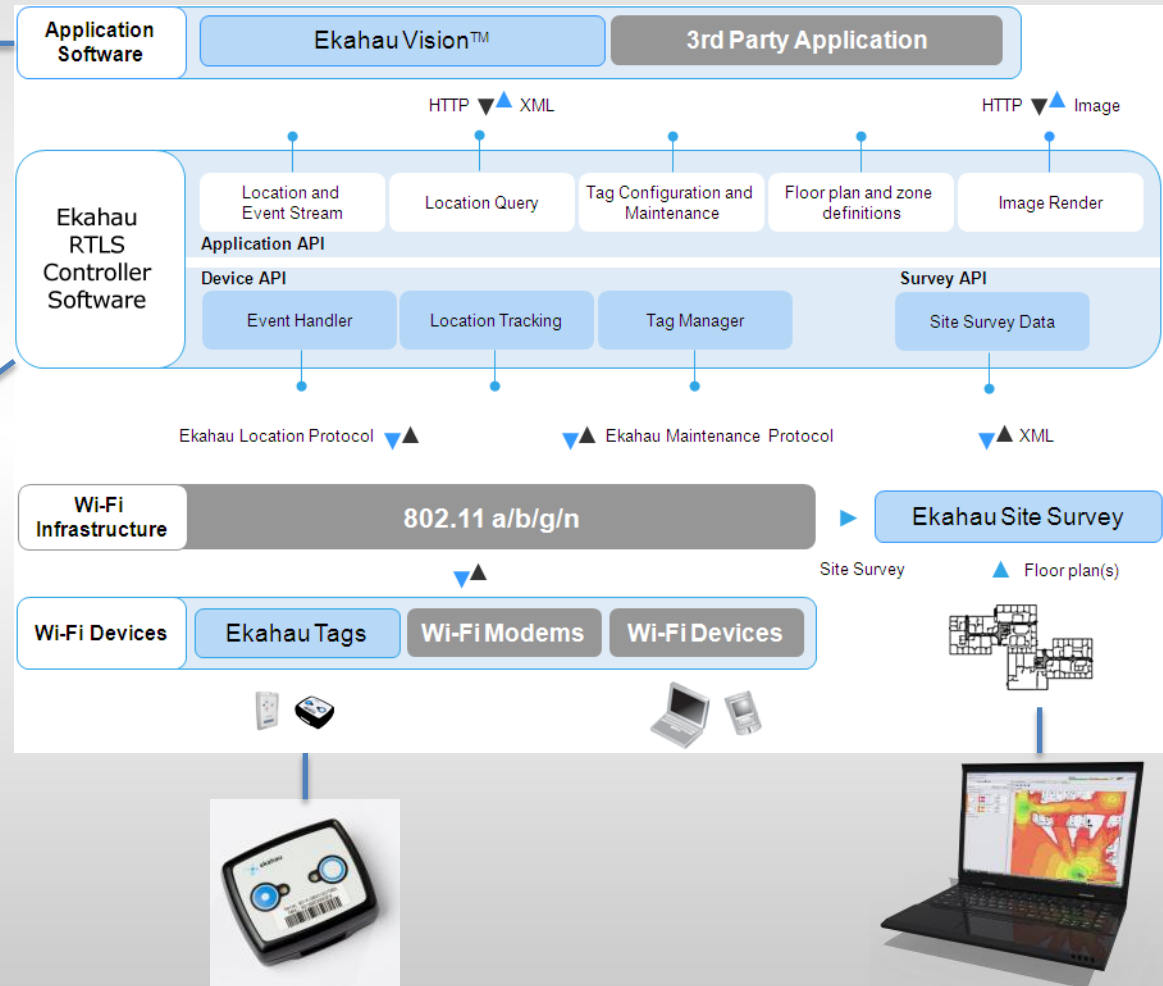 Application
Software
Ekahau Vision™
3rd Party Application
HTTP XML
HTTP Image
Ekahau
RTLS
Controller
Software
Location and
Event Stream
Location Query
Tag Configuration and
Maintenance
Floor plan and zone
definitions
Image Render
Application API
Device API
Survey API
Event Handler
Location Tracking
Tag Manager
Site Survey Data
Ekahau Location Protocol
Ekahau Maintenance Protocol
XML
Wi-Fi
Infrastructure
802.11 a/b/g/n
Ekahau Site Survey
Site Survey
Floor plan(s)
Wi-Fi Devices
Ekahau Tags
Wi-Fi Modems
Wi-Fi Devices
ekahau